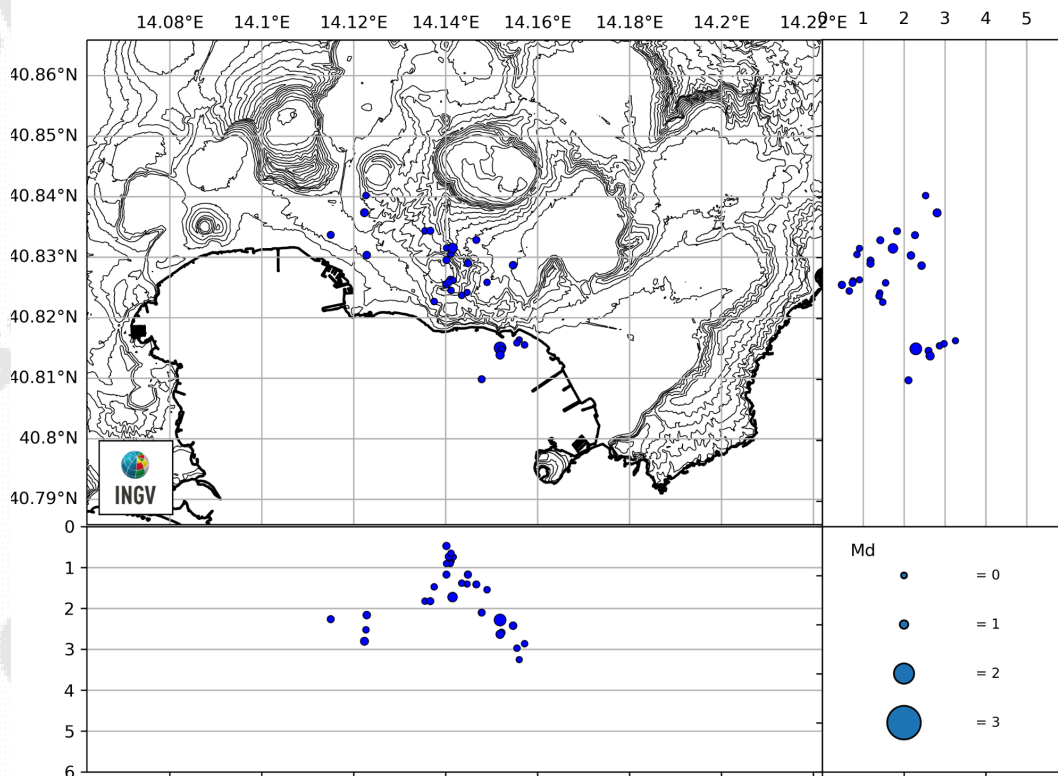 14.08°E 14.1°E 14.12°E 14.14°E 14.16°E 14.18°E 14.2°E 14.22°E 0 1 2 3 4 5
40.86°N
40.85°N
40.84°N
40.83°N
40.82°N
40.81°N
40.8°N
40.79°N
INGV
0
1
2
3
4
5
6
Md
= 0
= 1
= 2
= 3